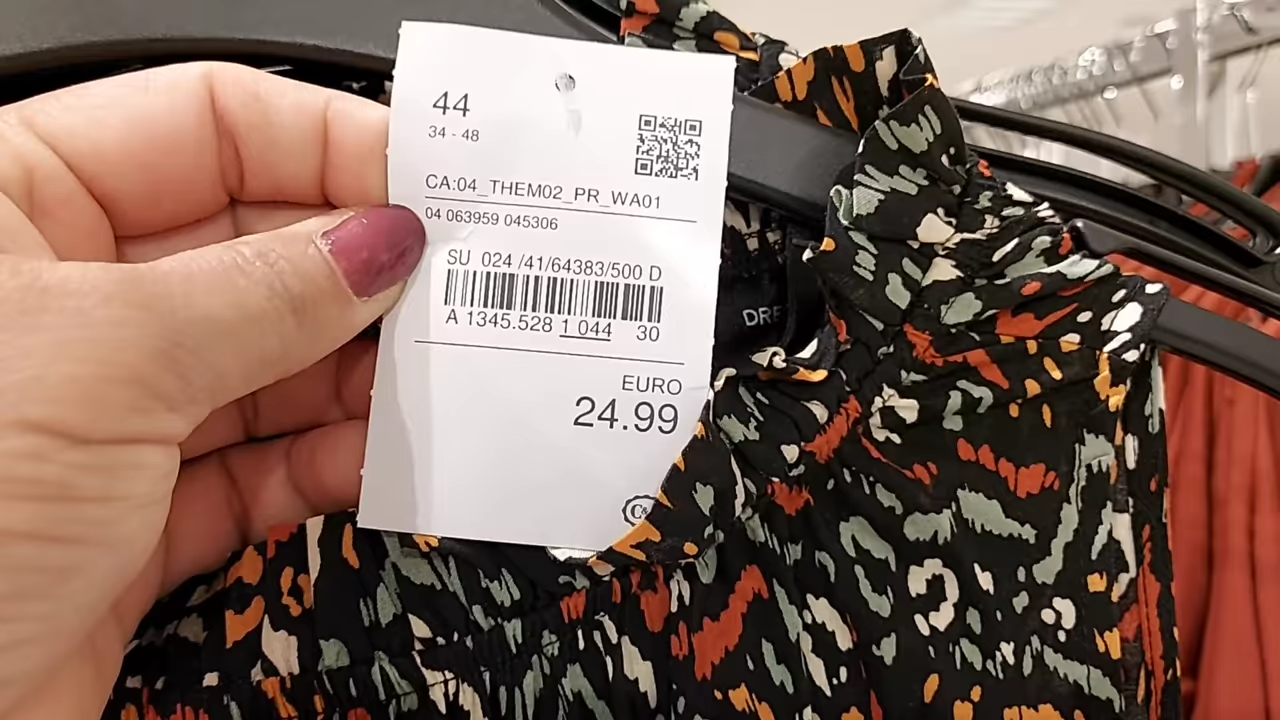 44
34 - 48
CA:04_THEM02_PR_WA01
04 063959 045306
SU 024 /41/64383/500 D
A 1345.528 1 044 30
EURO
24.99